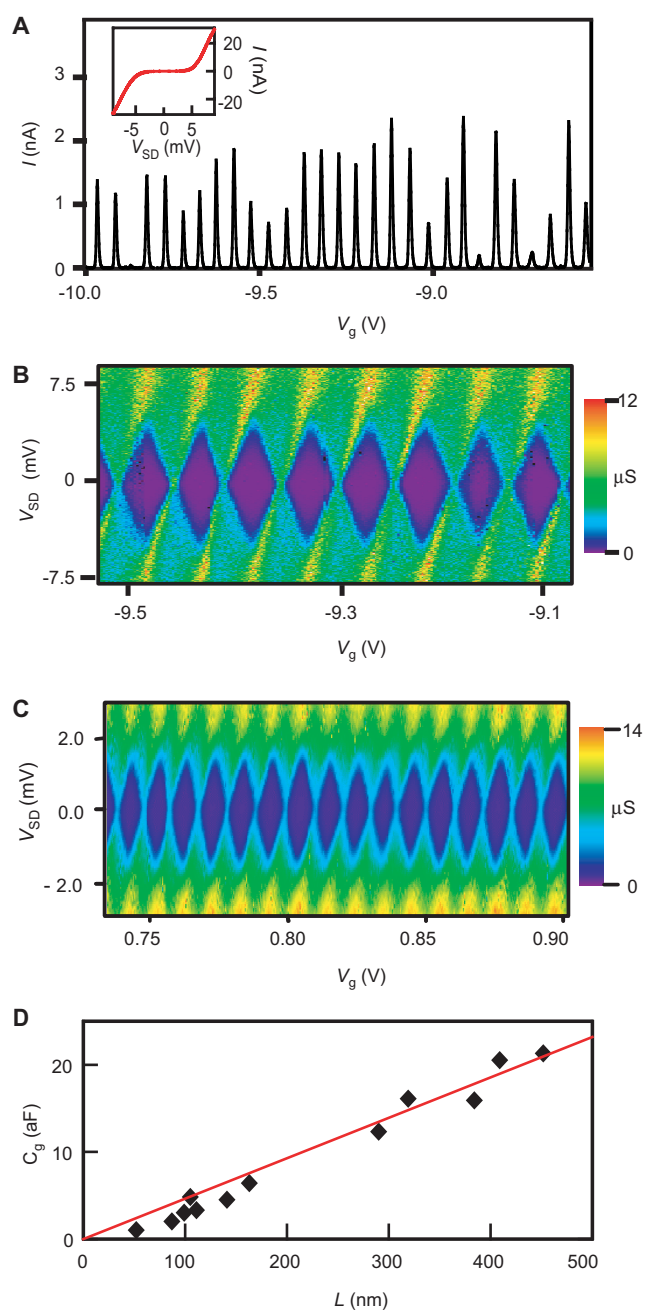 A
I (nA)
3
2
1
0
-10.0 -9.5 -9.0
Vg (V)
20
0
-20
I (nA)
-5 0 5
VSD (mV)
B
VSD (mV)
7.5
0
-7.5
-9.5 -9.3 -9.1
Vg (V)
12
μS
0
C
VSD (mV)
2.0
0.0
- 2.0
0.75 0.80 0.85 0.90
Vg (V)
14
μS
0
D
Cg (aF)
20
10
0
0 100 200 300 400 500
L (nm)